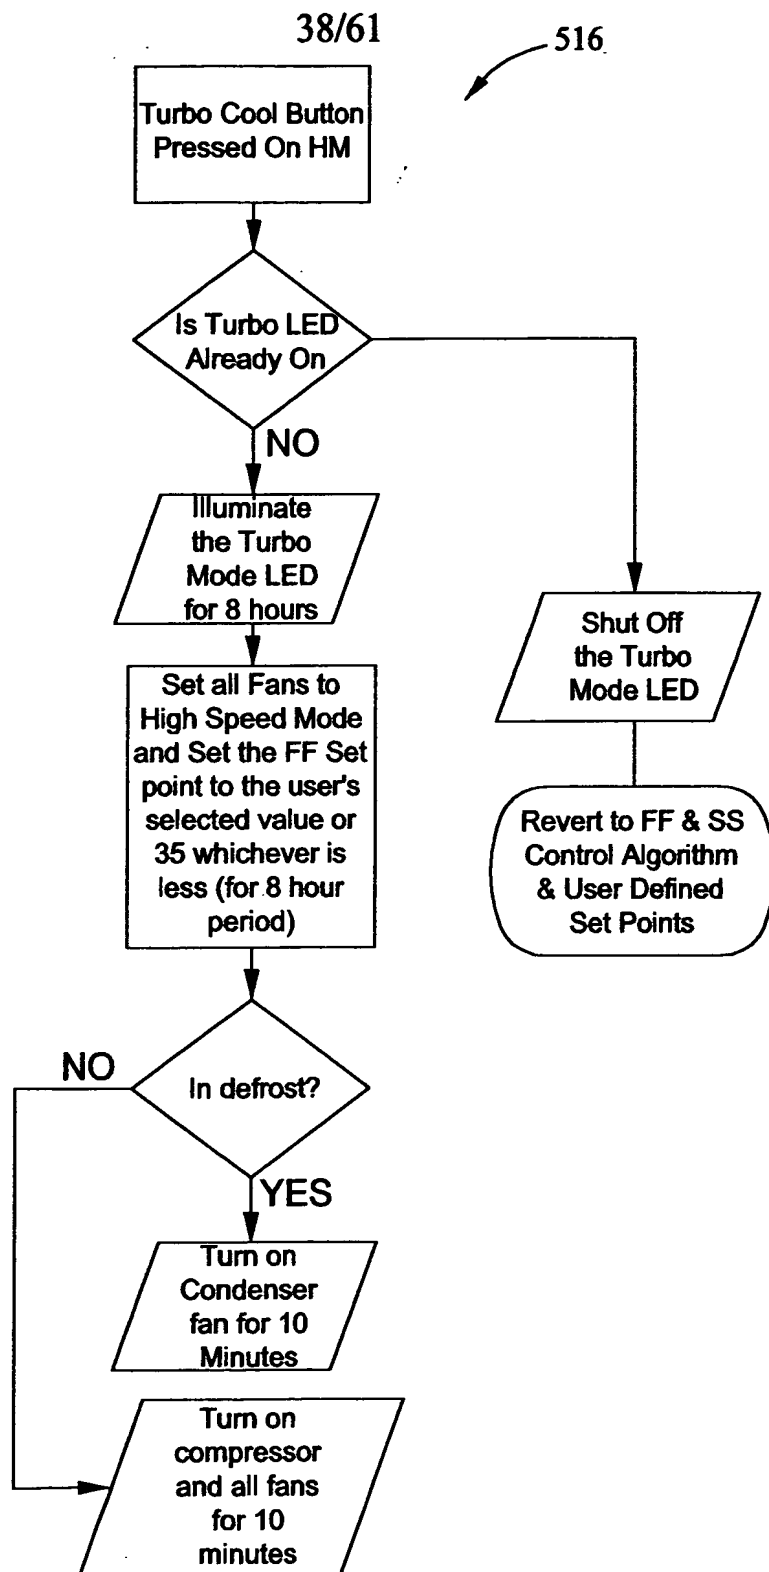 38/61
516
Turbo Cool Button
Pressed On HM
Is Turbo LED
Already On
NO
Illuminate
the Turbo
Mode LED
for 8 hours
Shut Off
the Turbo
Mode LED
Set all Fans to
High Speed Mode
and Set the FF Set
point to the user's
selected value or
35 whichever is
less (for 8 hour
period)
Revert to FF & SS
Control Algorithm
& User Defined
Set Points
NO
In defrost?
YES
Turn on
Condenser
fan for 10
Minutes
Turn on
compressor
and all fans
for 10
minutes